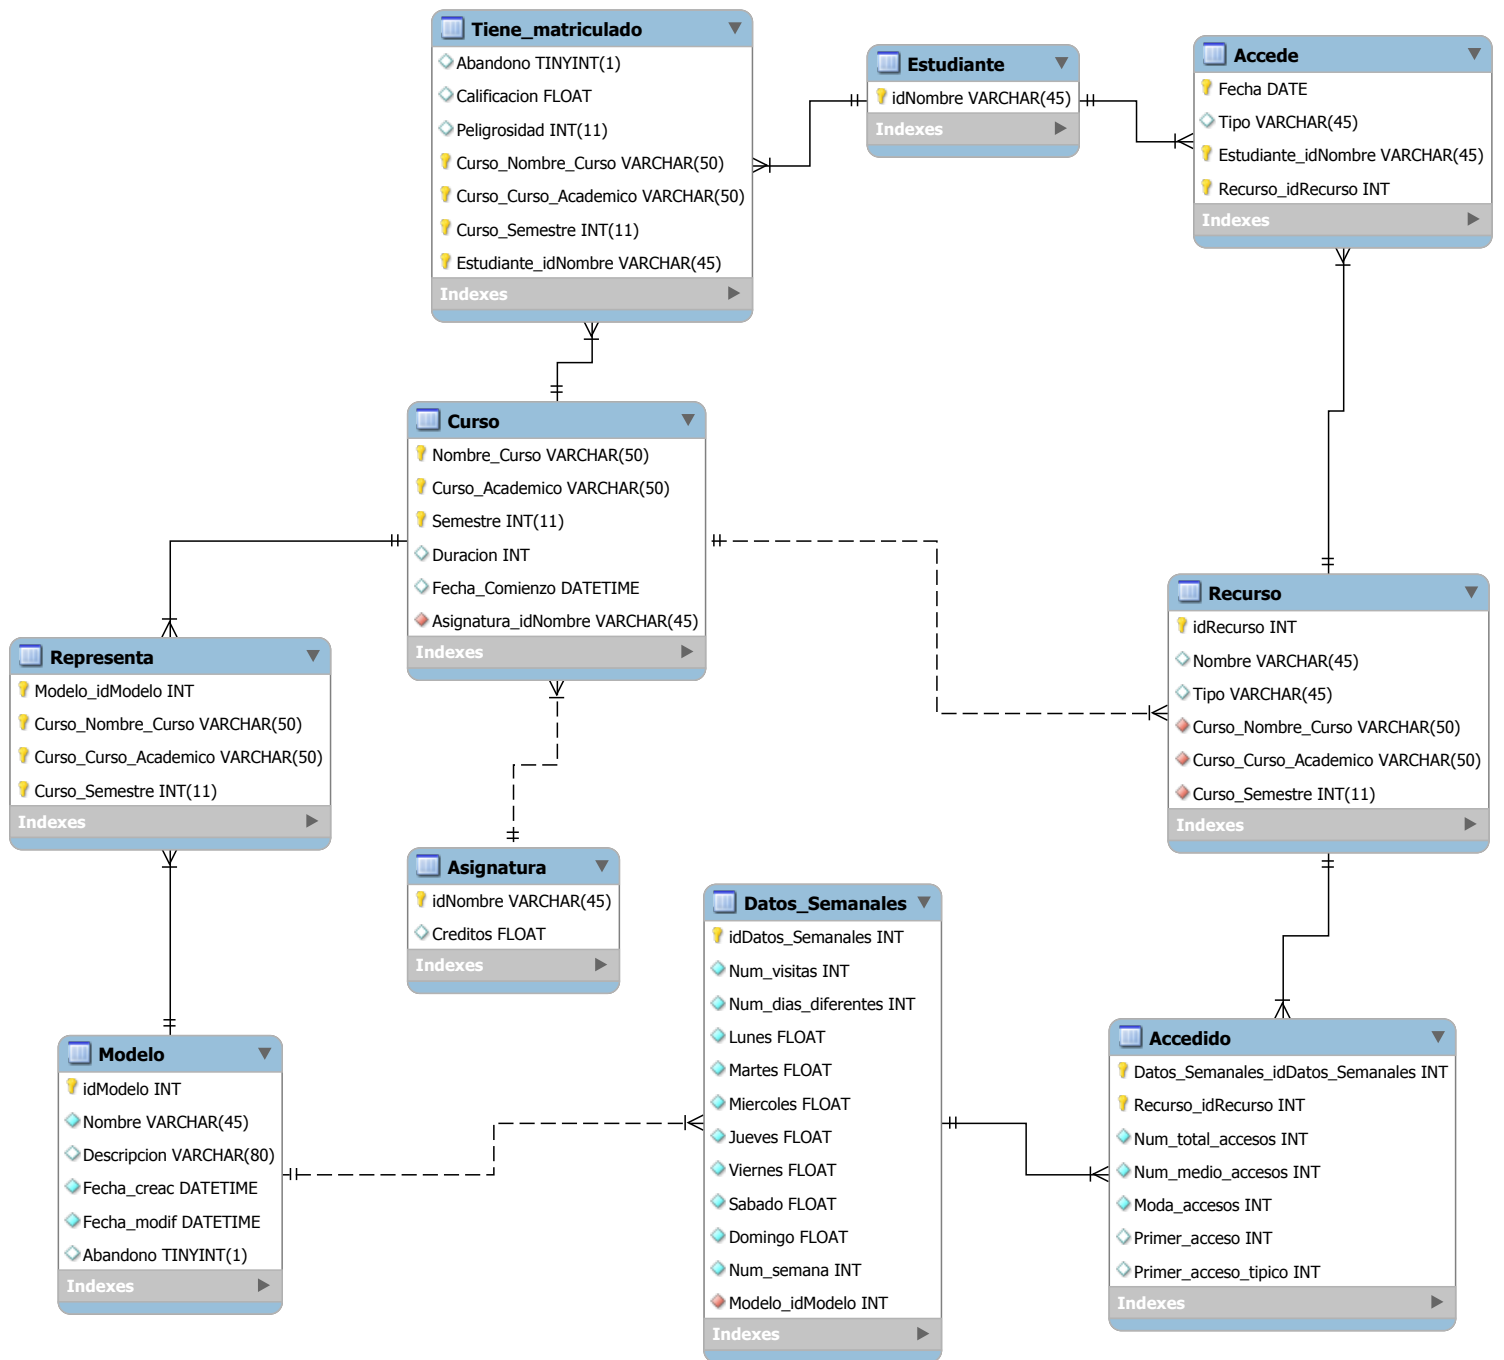 Tiene_matriculado
Abandono TINYINT(1)
Calificacion FLOAT
Peligrosidad INT(11)
Curso_Nombre_Curso VARCHAR(50)
Curso_Curso_Academico VARCHAR(50)
Curso_Semestre INT(11)
Estudiante_idNombre VARCHAR(45)
Indexes
Estudiante
idNombre VARCHAR(45)
Indexes
Accede
Fecha DATE
Tipo VARCHAR(45)
Estudiante_idNombre VARCHAR(45)
Recurso_idRecurso INT
Indexes
Curso
Nombre_Curso VARCHAR(50)
Curso_Academico VARCHAR(50)
Semestre INT(11)
Duracion INT
Fecha_Comienzo DATETIME
Asignatura_idNombre VARCHAR(45)
Indexes
Recurso
idRecurso INT
Nombre VARCHAR(45)
Tipo VARCHAR(45)
Curso_Nombre_Curso VARCHAR(50)
Curso_Curso_Academico VARCHAR(50)
Curso_Semestre INT(11)
Indexes
Representa
Modelo_idModelo INT
Curso_Nombre_Curso VARCHAR(50)
Curso_Curso_Academico VARCHAR(50)
Curso_Semestre INT(11)
Indexes
Asignatura
idNombre VARCHAR(45)
Creditos FLOAT
Indexes
Datos_Semanales
idDatos_Semanales INT
Num_visitas INT
Num_dias_diferentes INT
Lunes FLOAT
Martes FLOAT
Miercoles FLOAT
Jueves FLOAT
Viernes FLOAT
Sabado FLOAT
Domingo FLOAT
Num_semana INT
Modelo_idModelo INT
Indexes
Modelo
idModelo INT
Nombre VARCHAR(45)
Descripcion VARCHAR(80)
Fecha_creac DATETIME
Fecha_modif DATETIME
Abandono TINYINT(1)
Indexes
Accedido
Datos_Semanales_idDatos_Semanales INT
Recurso_idRecurso INT
Num_total_accesos INT
Num_medio_accesos INT
Moda_accesos INT
Primer_acceso INT
Primer_acceso_tipico INT
Indexes